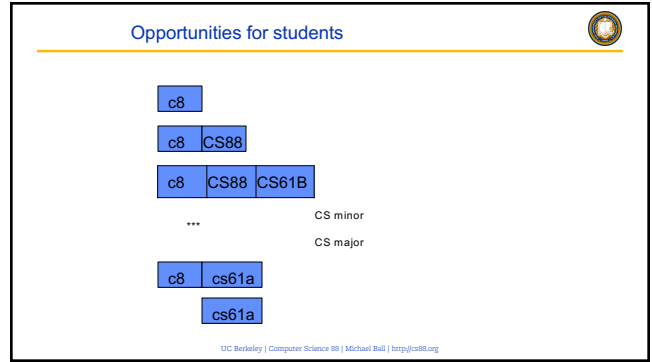 Opportunities for students
c8
c8 CS88
c8 CS88 CS61B
CS minor
***
CS major
c8 cs61a
cs61a
UC Berkeley | Computer Science 88 | Michael Ball | http://cs88.org